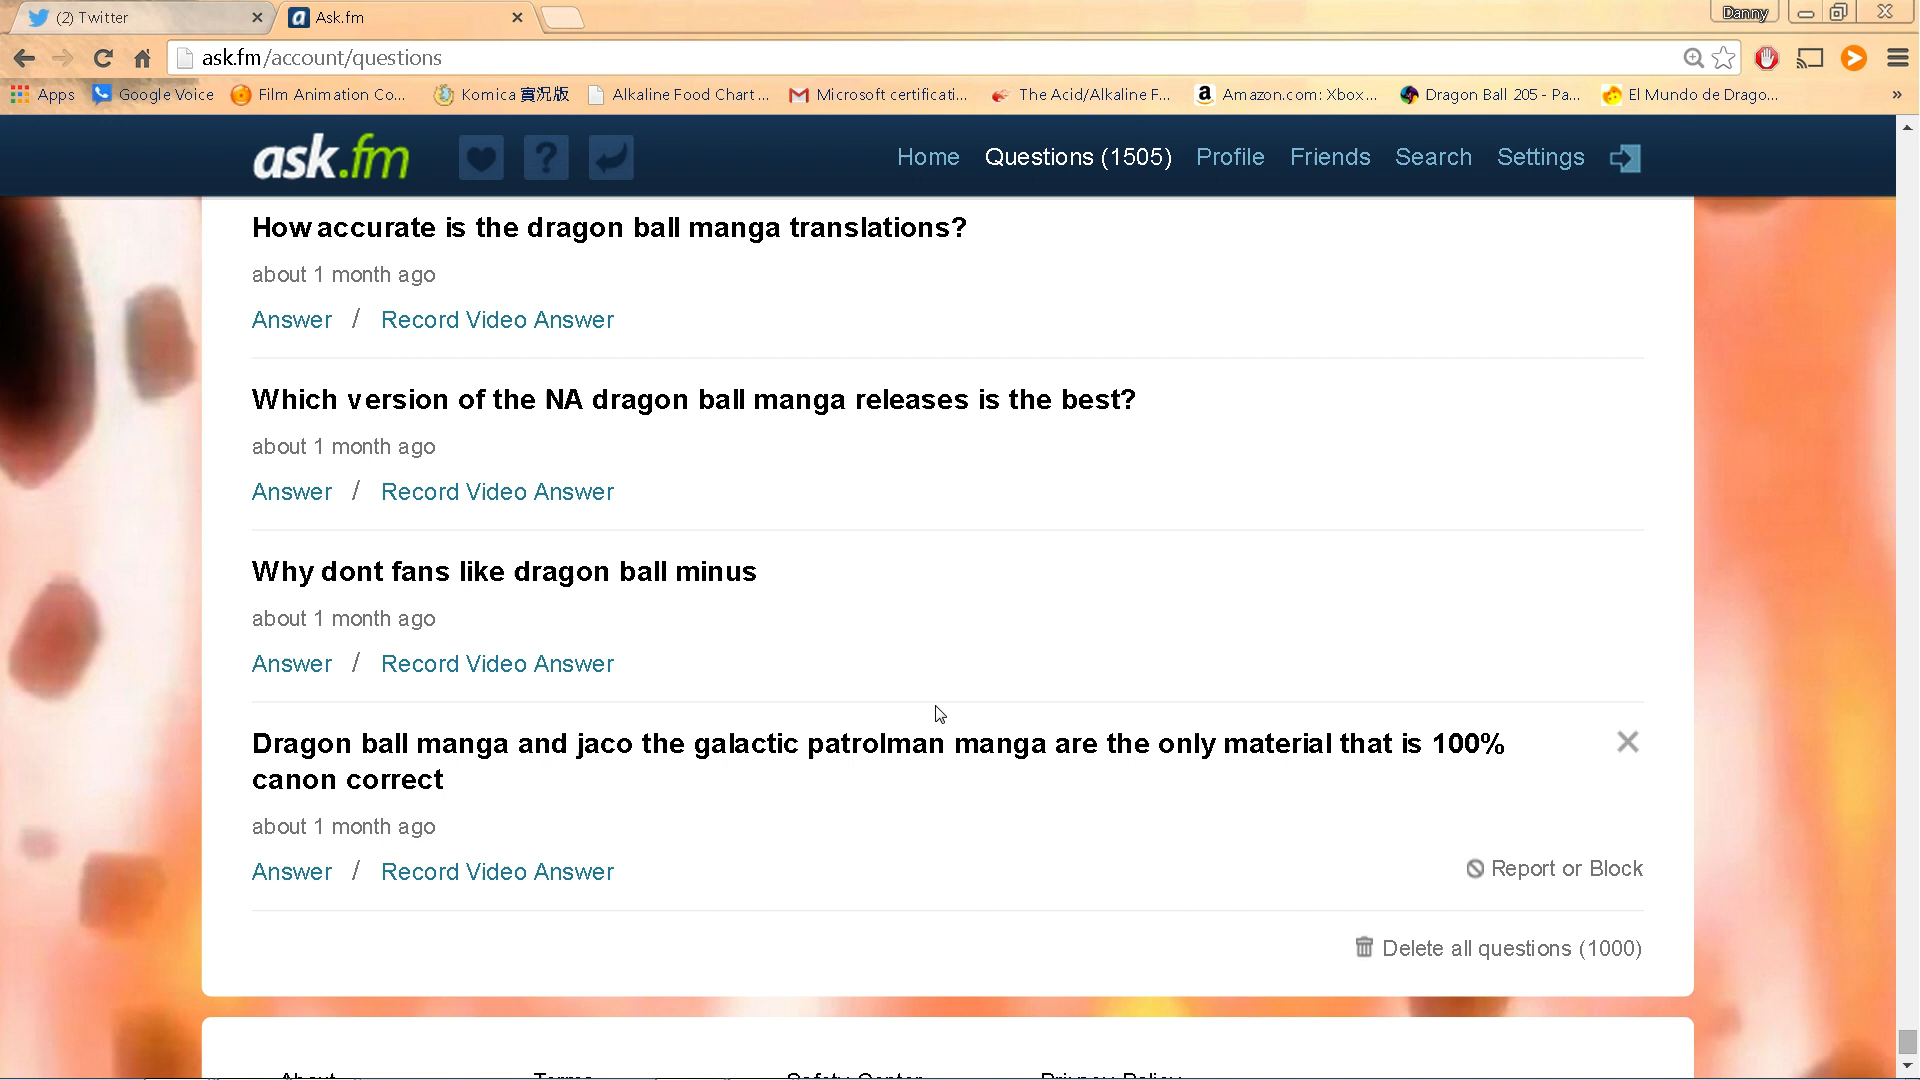 (2) Twitter
Ask.fm
Danny
ask.fm/account/questions
Apps Google Voice Film Animation Co... Komica 實況版 Alkaline Food Chart ... Microsoft certificati... The Acid/Alkaline F... Amazon.com: Xbox... Dragon Ball 205 - Pa... El Mundo de Drago... »
ask.fm Home Questions (1505) Profile Friends Search Settings
How accurate is the dragon ball manga translations?
about 1 month ago
Answer / Record Video Answer
Which version of the NA dragon ball manga releases is the best?
about 1 month ago
Answer / Record Video Answer
Why dont fans like dragon ball minus
about 1 month ago
Answer / Record Video Answer
Dragon ball manga and jaco the galactic patrolman manga are the only material that is 100%
canon correct
about 1 month ago
Answer / Record Video Answer
Report or Block
Delete all questions (1000)
About Terms Safety Center Privacy Policy